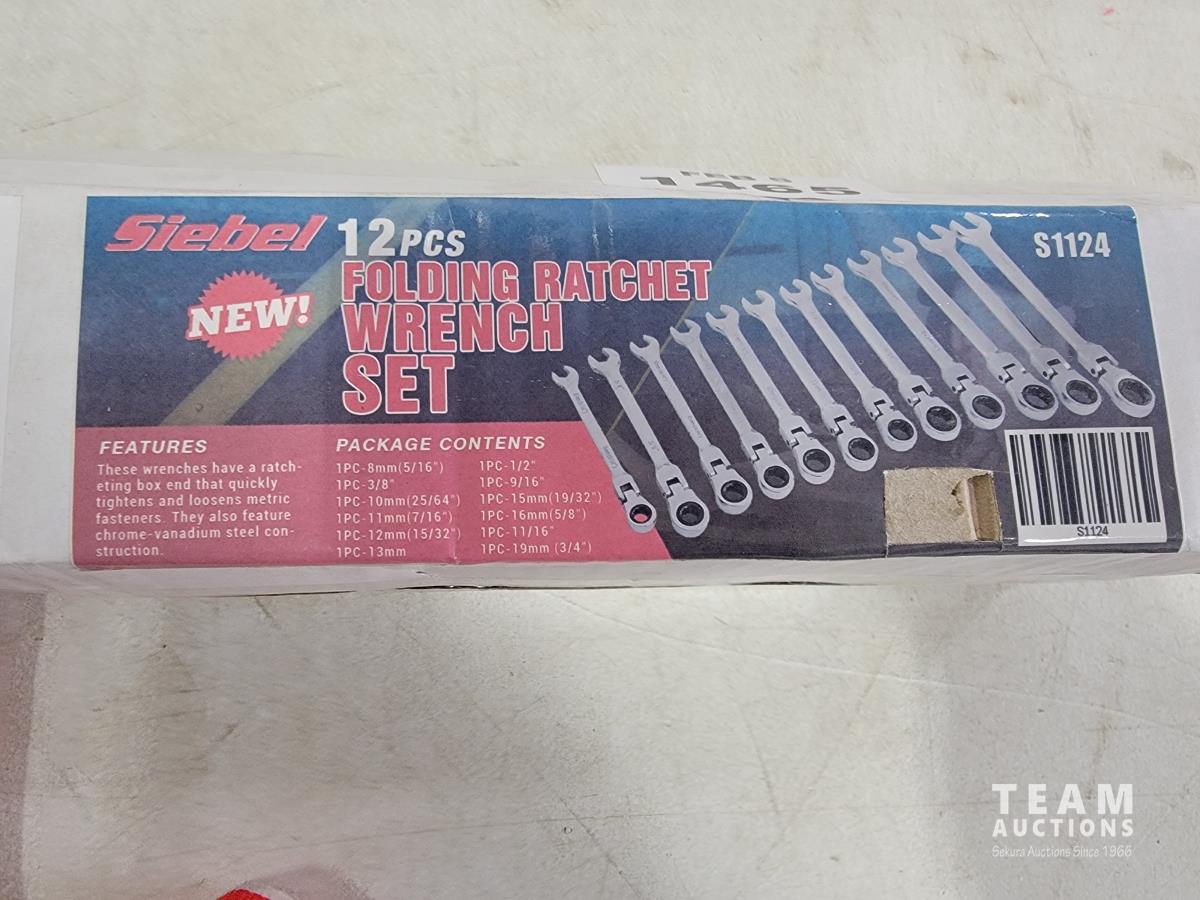 FEB 8
1465
Siebel
12PCS
FOLDING RATCHET
WRENCH
SET
NEW!
S1124
FEATURES
These wrenches have a ratch-
eting box end that quickly
tightens and loosens metric
fasteners. They also feature
chrome-vanadium steel con-
struction.
PACKAGE CONTENTS
1PC-8mm(5/16")
1PC-3/8"
1PC-10mm(25/64")
1PC-11mm(7/16")
1PC-12mm(15/32")
1PC-13mm
1PC-1/2"
1PC-9/16"
1PC-15mm(19/32")
1PC-16mm(5/8")
1PC-11/16"
1PC-19mm (3/4")
S1124
TEAM
AUCTIONS
Sekura Auctions Since 1966